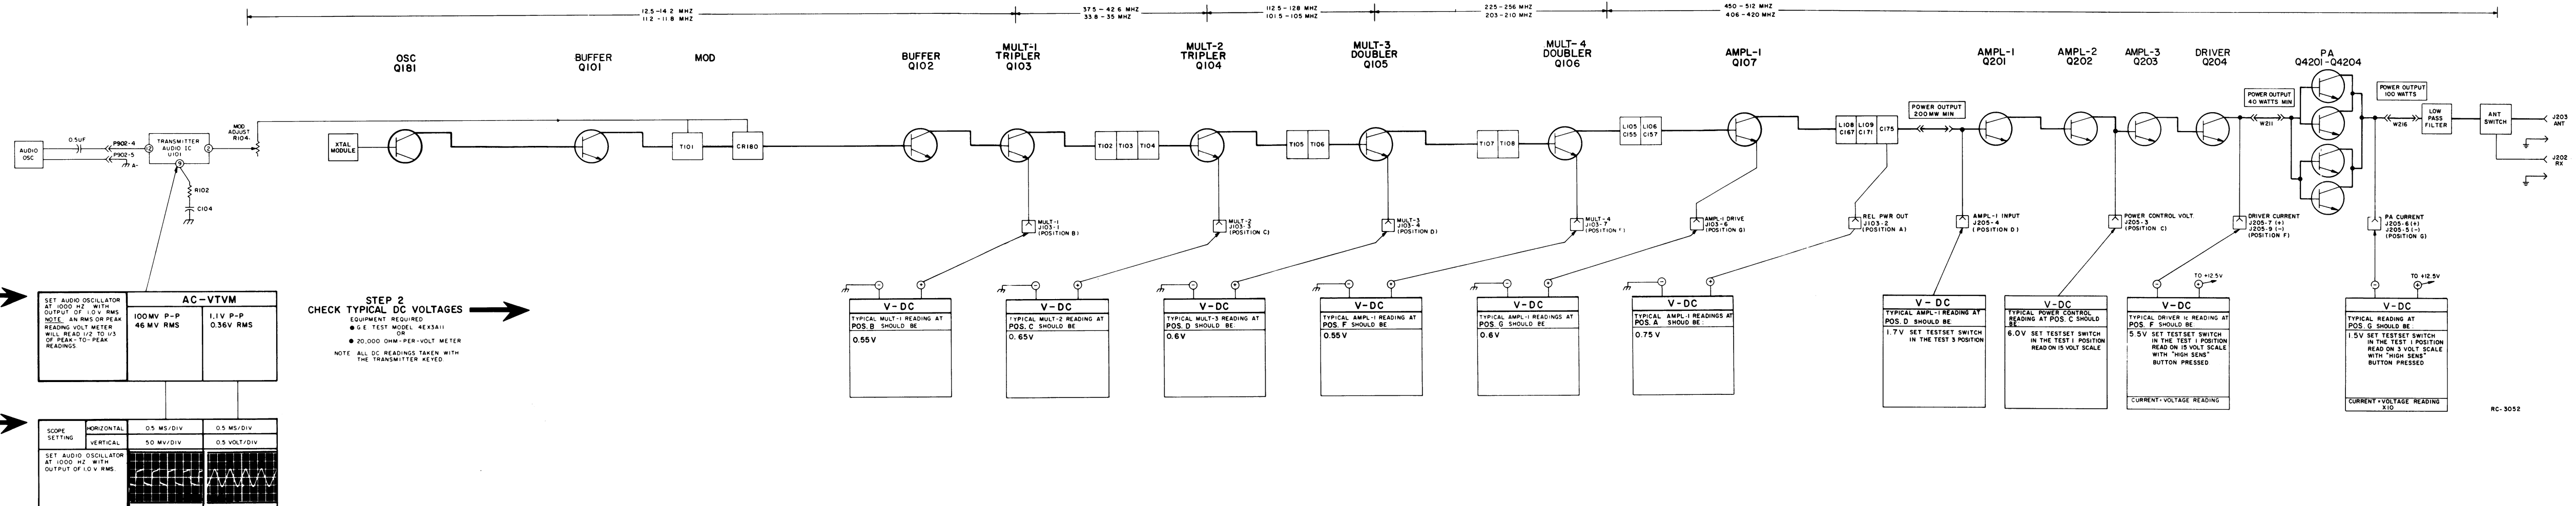 12.5-14.2 MHZ
11.2-11.8 MHZ
37.5-42.6 MHZ
33.8-35 MHZ
112.5-128 MHZ
101.5-105 MHZ
225-256 MHZ
203-210 MHZ
450-512 MHZ
406-420 MHZ
OSC
Q181
BUFFER
Q101
MOD
BUFFER
Q102
MULT-1
TRIPLER
Q103
MULT-2
TRIPLER
Q104
MULT-3
DOUBLER
Q105
MULT-4
DOUBLER
Q106
AMPL-1
Q107
AMPL-1
Q201
AMPL-2
Q202
AMPL-3
Q203
DRIVER
Q204
PA
Q4201-Q4204
AUDIO
OSC
0.5UF
P902-4
P902-5
A-
2
TRANSMITTER
AUDIO IC
U101
2
9
MOD
ADJUST
R104
R102
C104
XTAL
MODULE
T101
CR180
T102 T103 T104
T105 T106
T107 T108
L105 L106
C155 C157
L108 L109 C175
C167 C171
POWER OUTPUT
200MW MIN
POWER OUTPUT
40 WATTS MIN
W211
POWER OUTPUT
100 WATTS
W216
LOW
PASS
FILTER
ANT
SWITCH
J203
ANT
J202
RX
MULT-1
J103-1
(POSITION B)
MULT-2
J103-3
(POSITION C)
MULT-3
J103-4
(POSITION D)
MULT-4
J103-7
(POSITION F)
AMPL-1 DRIVE
J103-6
(POSITION G)
REL PWR OUT
J103-2
(POSITION A)
AMPL-1 INPUT
J205-4
(POSITION D)
POWER CONTROL VOLT.
J205-3
(POSITION C)
DRIVER CURRENT
J205-7 (+)
J205-9 (-)
(POSITION F)
PA CURRENT
J205-6 (+)
J205-5 (-)
(POSITION G)
SET AUDIO OSCILLATOR
AT 1000 HZ WITH
OUTPUT OF 1.0 V RMS
NOTE: AN RMS OR PEAK
READING VOLT METER
WILL READ 1/2 TO 1/3
OF PEAK-TO-PEAK
READINGS.
AC-VTVM
100MV P-P
46 MV RMS
1.1V P-P
0.36V RMS
STEP 2
CHECK TYPICAL DC VOLTAGES
EQUIPMENT REQUIRED
● G.E. TEST MODEL 4EX3A11
OR
● 20,000 OHM-PER-VOLT METER
NOTE ALL DC READINGS TAKEN WITH
THE TRANSMITTER KEYED.
V-DC
TYPICAL MULT-1 READING AT
POS. B SHOULD BE
0.55V
V-DC
TYPICAL MULT-2 READING AT
POS. C SHOULD BE
0.65V
V-DC
TYPICAL MULT-3 READING AT
POS. D SHOULD BE
0.6V
V-DC
TYPICAL AMPL-1 READING AT
POS. F SHOULD BE
0.55V
V-DC
TYPICAL AMPL-1 READINGS AT
POS. G SHOULD BE
0.6V
V-DC
TYPICAL AMPL-1 READINGS AT
POS. A SHOUD BE
0.75V
V-DC
TYPICAL AMPL-1 READING AT
POS. D SHOULD BE
1.7V SET TESTSET SWITCH
IN THE TEST 3 POSITION
V-DC
TYPICAL POWER CONTROL
READING AT POS. C SHOULD
BE
6.0V SET TESTSET SWITCH
IN THE TEST 1 POSITION
READ ON 15 VOLT SCALE
TO +12.5V
V-DC
TYPICAL DRIVER Ic READING AT
POS. F SHOULD BE:
5.5V SET TESTSET SWITCH
IN THE TEST 1 POSITION
READ ON 15 VOLT SCALE
WITH "HIGH SENS"
BUTTON PRESSED
CURRENT=VOLTAGE READING
TO +12.5V
V-DC
TYPICAL READING AT
POS. G SHOULD BE:
1.5V SET TESTSET SWITCH
IN THE TEST 1 POSITION
READ ON 3 VOLT SCALE
WITH "HIGH SENS"
BUTTON PRESSED
CURRENT=VOLTAGE READING
X10
RC-3052
SCOPE
SETTING
HORIZONTAL 0.5 MS/DIV 0.5 MS/DIV
VERTICAL 50 MV/DIV 0.5 VOLT/DIV
SET AUDIO OSCILLATOR
AT 1000 HZ WITH
OUTPUT OF 1.0 V RMS.